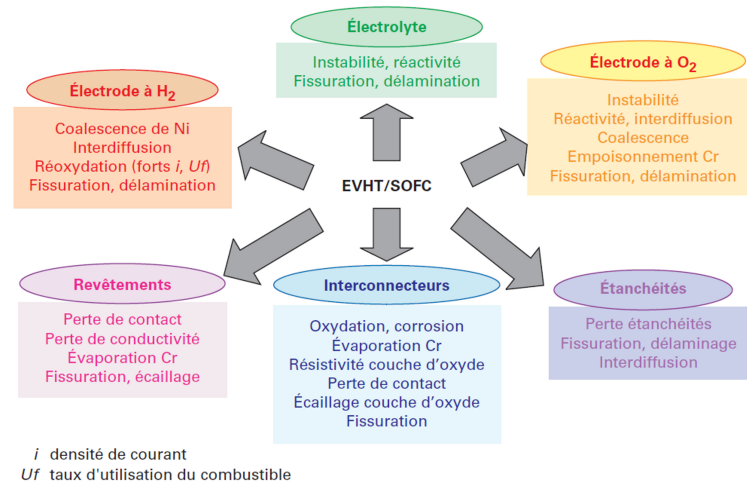 Électrolyte
Instabilité, réactivité
Fissuration, délamination
Électrode à H2
Coalescence de Ni
Interdiffusion
Réoxydation (forts i, Uf)
Fissuration, délamination
Électrode à O2
Instabilité
Réactivité, interdiffusion
Coalescence
Empoisonnement Cr
Fissuration, délamination
EVHT/SOFC
Revêtements
Perte de contact
Perte de conductivité
Évaporation Cr
Fissuration, écaillage
Interconnecteurs
Oxydation, corrosion
Évaporation Cr
Résistivité couche d'oxyde
Perte de contact
Écaillage couche d'oxyde
Fissuration
Étanchéités
Perte étanchéités
Fissuration, délaminage
Interdiffusion
i densité de courant
Uf taux d'utilisation du combustible